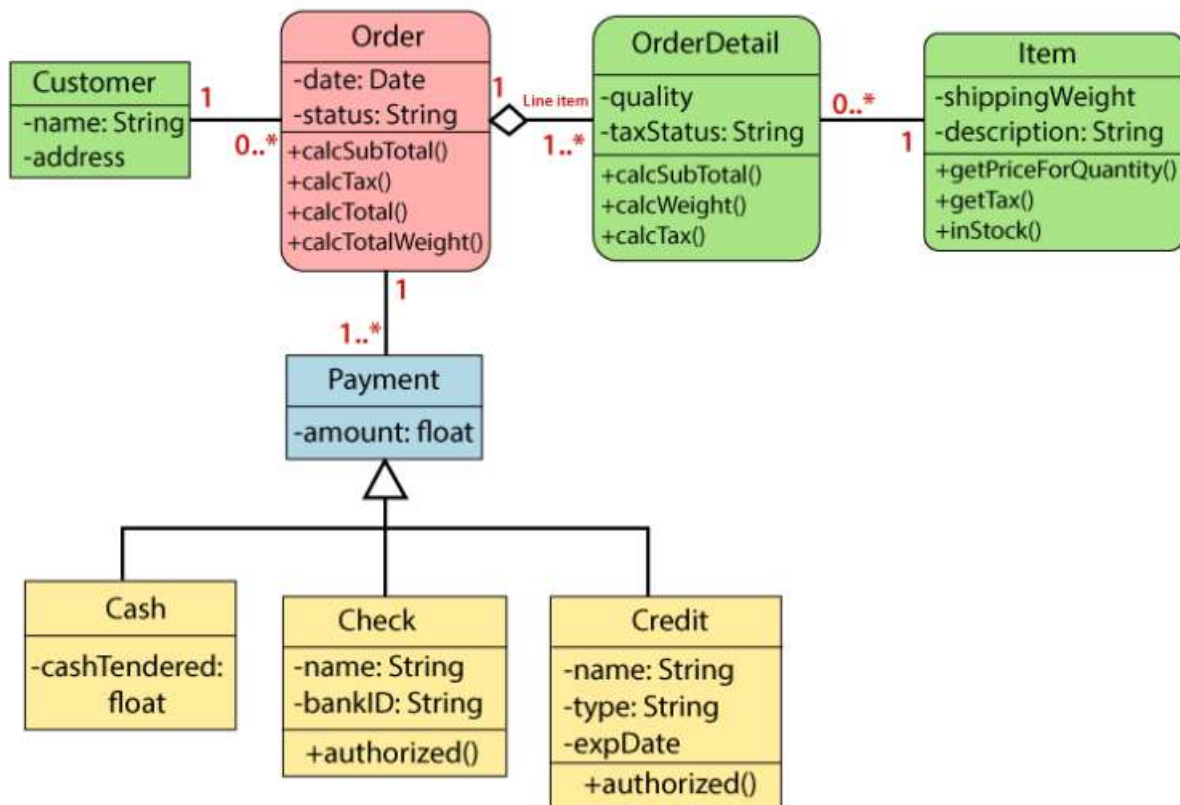 Customer
-name: String
-address
1
0..*
Order
-date: Date
-status: String
+calcSubTotal()
+calcTax()
+calcTotal()
+calcTotalWeight()
1
Line item
1..*
OrderDetail
-quality
-taxStatus: String
+calcSubTotal()
+calcWeight()
+calcTax()
0..*
1
Item
-shippingWeight
-description: String
+getPriceForQuantity()
+getTax()
+inStock()
1
1..*
Payment
-amount: float
Cash
-cashTendered:
float
Check
-name: String
-bankID: String
+authorized()
Credit
-name: String
-type: String
-expDate
+authorized()